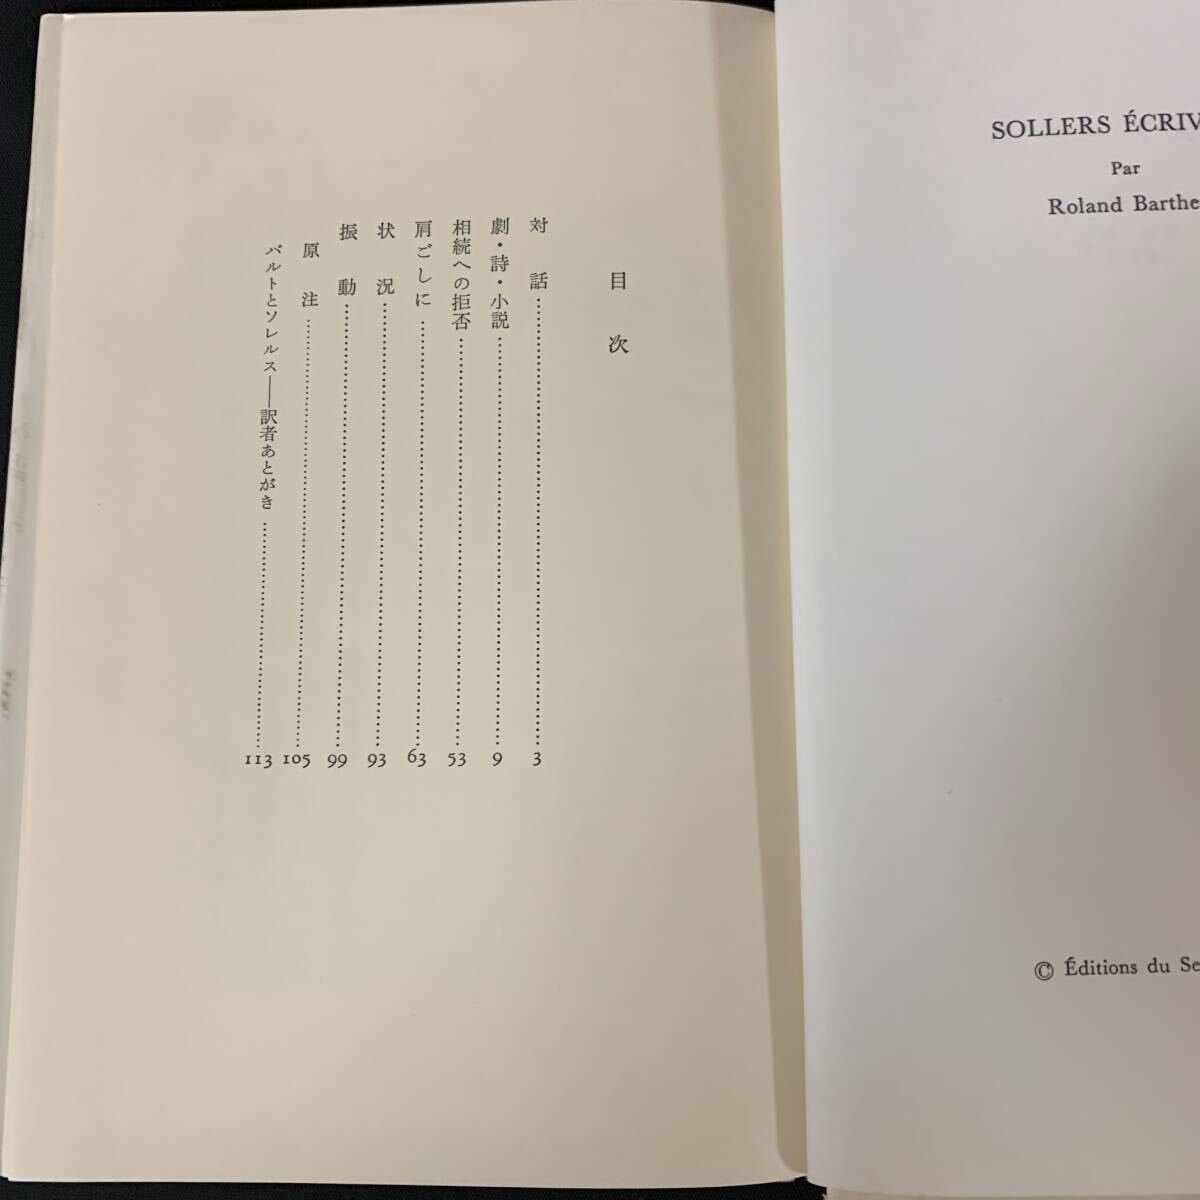 目次
対話 3
劇・詩・小説 9
相続への拒否 53
肩ごしに 63
状況 93
振動 99
原注 105
バルトとソレルス——訳者あとがき 113
SOLLERS ÉCRIV
Par
Roland Barthe
© Éditions du Se